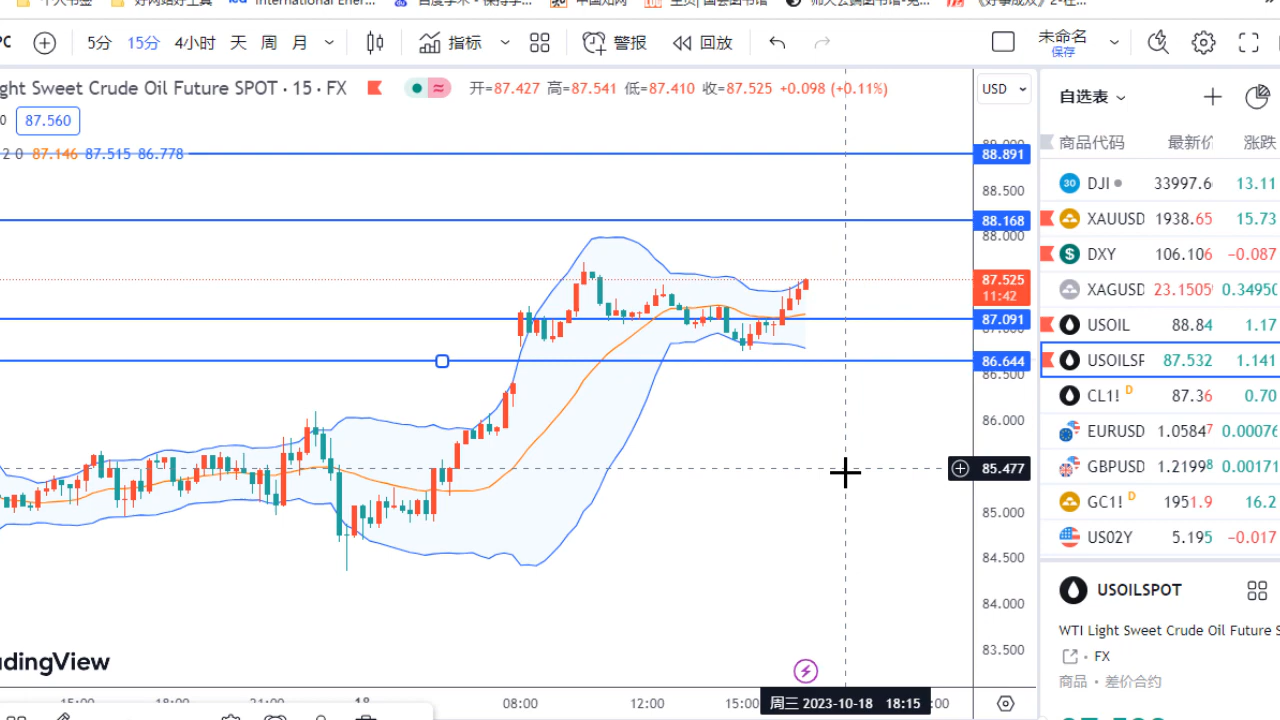 5分 15分 4小时 天 周 月 指标 警报 回放 未命名
保存
ght Sweet Crude Oil Future SPOT · 15 · FX 开=87.427 高=87.541 低=87.410 收=87.525 +0.098 (+0.11%)
0 87.560
2 0 87.146 87.515 86.778
USD
88.891
88.500
88.168
88.000
87.525
11:42
87.091
86.644
86.500
86.000
85.477
85.000
84.500
84.000
83.500
自选表
商品代码 最新价 涨跌
DJI 33997.6 13.11
XAUUSD 1938.65 15.73
DXY 106.106 −0.087
XAGUSD 23.1505 0.34950
USOIL 88.84 1.17
USOILSP 87.532 1.141
CL1! D 87.36 0.70
EURUSD 1.05847 0.00076
GBPUSD 1.21998 0.00171
GC1! D 1951.9 16.2
US02Y 5.195 −0.017
USOILSPOT
WTI Light Sweet Crude Oil Future S
FX
商品 · 差价合约
adingView
15:00 18:00 21:00 18 08:00 12:00 15:00 周三 2023-10-18 18:15 :00